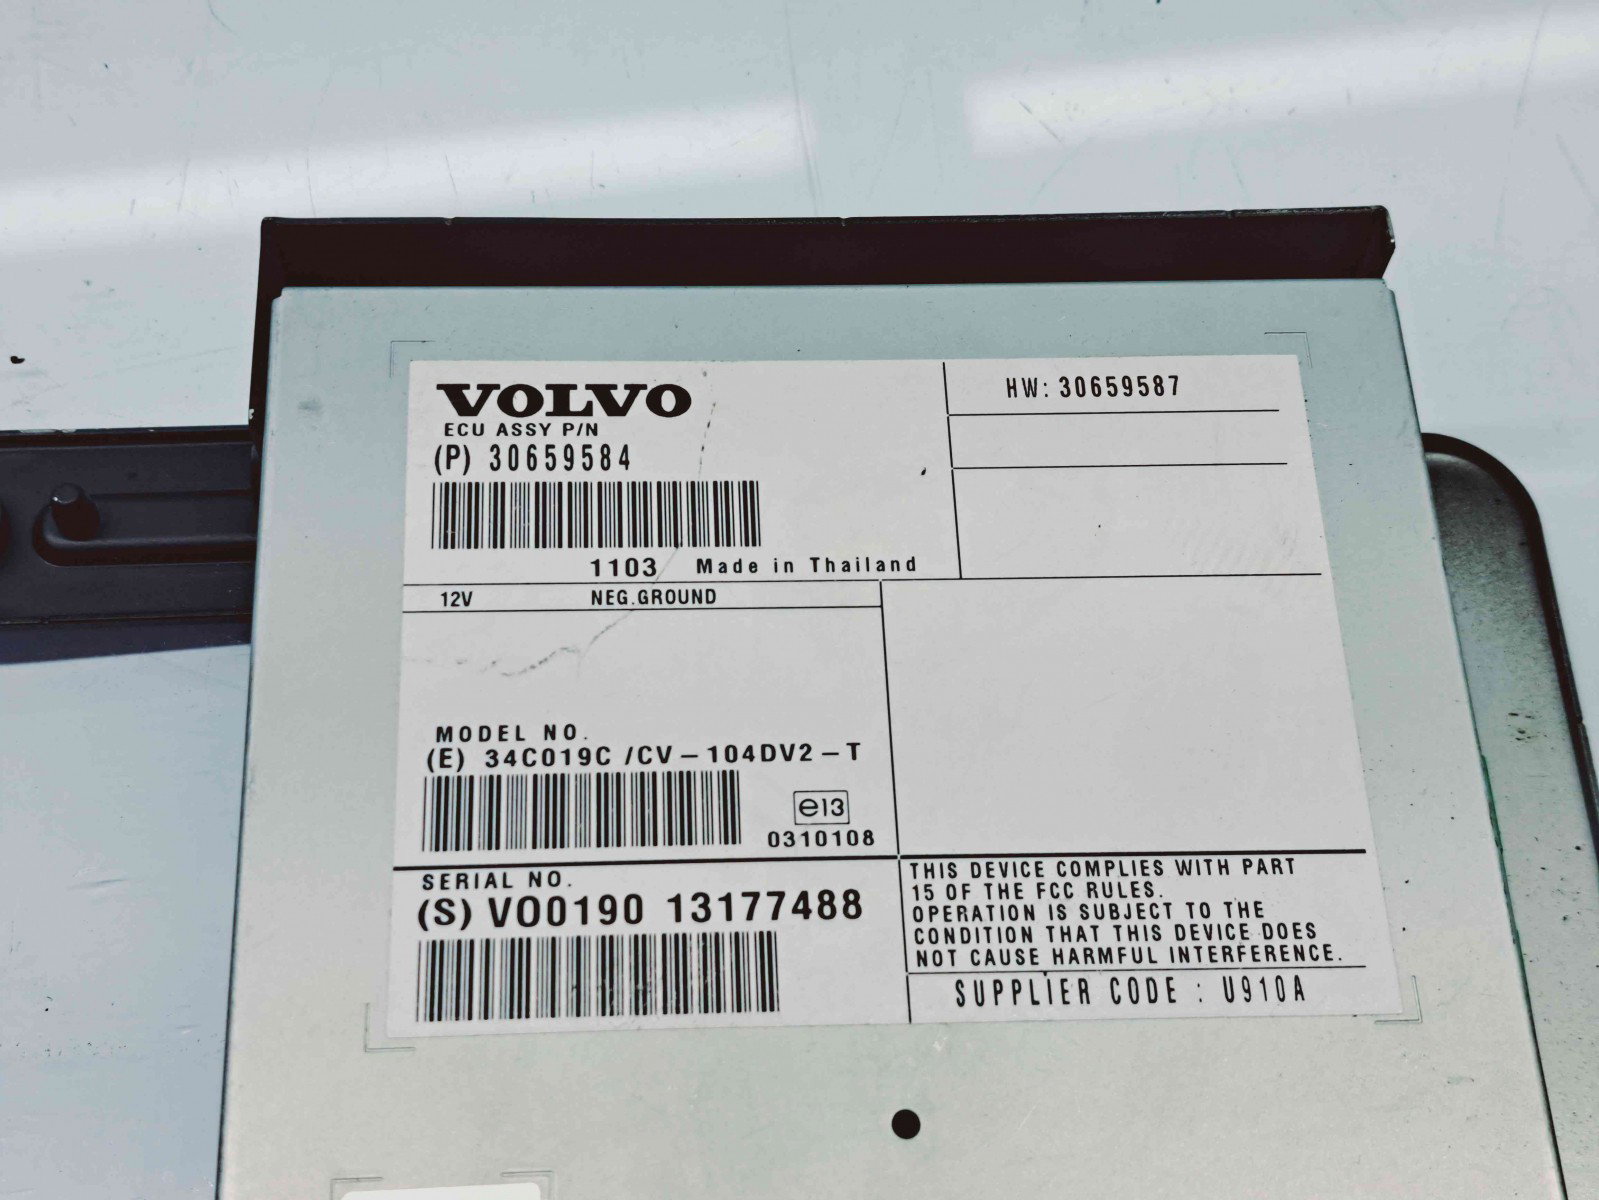 VOLVO
ECU ASSY P/N
(P) 30659584
1103 Made in Thailand
HW: 30659587
12V NEG.GROUND
MODEL NO.
(E) 34C019C /CV-104DV2-T
e13
0310108
SERIAL NO.
(S) VO0190 13177488
THIS DEVICE COMPLIES WITH PART
15 OF THE FCC RULES.
OPERATION IS SUBJECT TO THE
CONDITION THAT THIS DEVICE DOES
NOT CAUSE HARMFUL INTERFERENCE.
SUPPLIER CODE : U910A